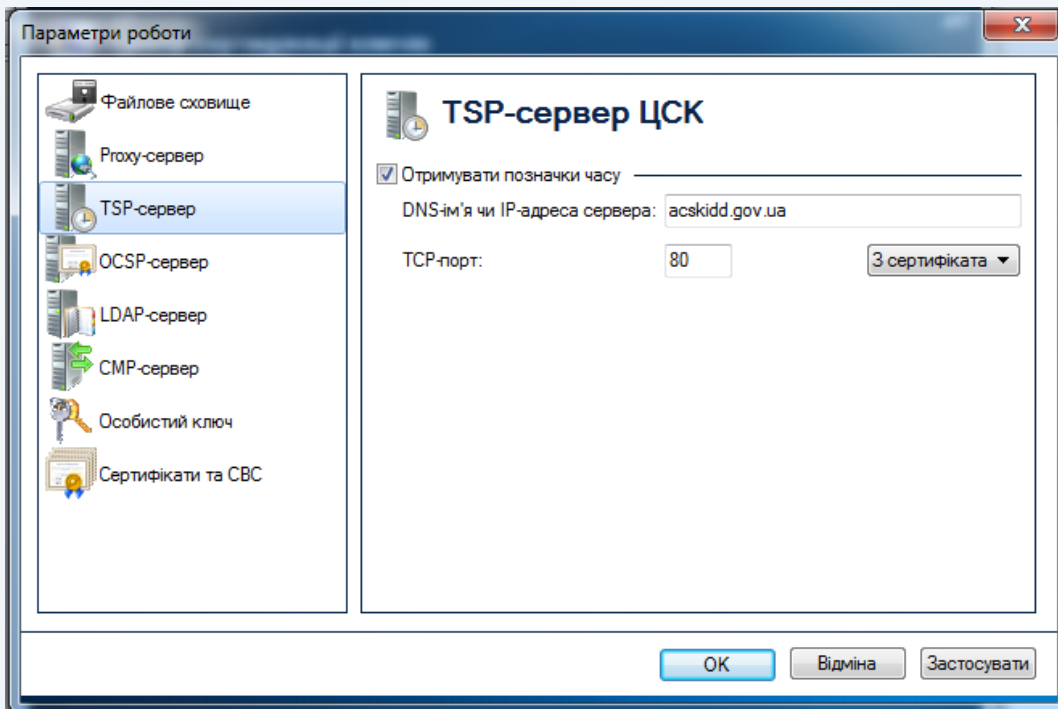 Параметри роботи
Файлове сховище
Proxy-сервер
TSP-сервер
OCSP-сервер
LDAP-сервер
CMP-сервер
Особистий ключ
Сертифікати та СВС
TSP-сервер ЦСК
Отримувати позначки часу
DNS-ім'я чи IP-адреса сервера: acskidd.gov.ua
TCP-порт: 80 З сертифіката
OK Відміна Застосувати